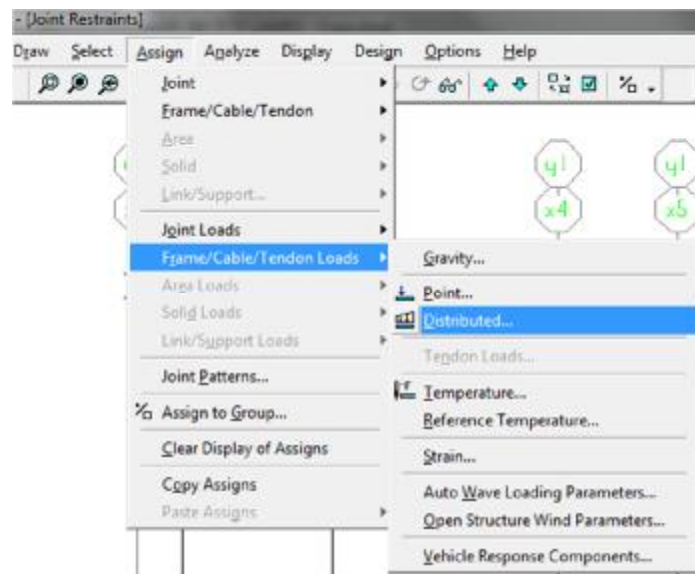 - [Joint Restraints]
Draw Select Assign Analyze Display Design Options Help
Joint
Frame/Cable/Tendon
Area
Solid
Link/Support...
Joint Loads
Frame/Cable/Tendon Loads
Area Loads
Solid Loads
Link/Support Loads
Joint Patterns...
Assign to Group...
Clear Display of Assigns
Copy Assigns
Paste Assigns
Gravity...
Point...
Distributed...
Tendon Loads...
Temperature...
Reference Temperature...
Strain...
Auto Wave Loading Parameters...
Open Structure Wind Parameters...
Vehicle Response Components...
y1 y1
x4 x5